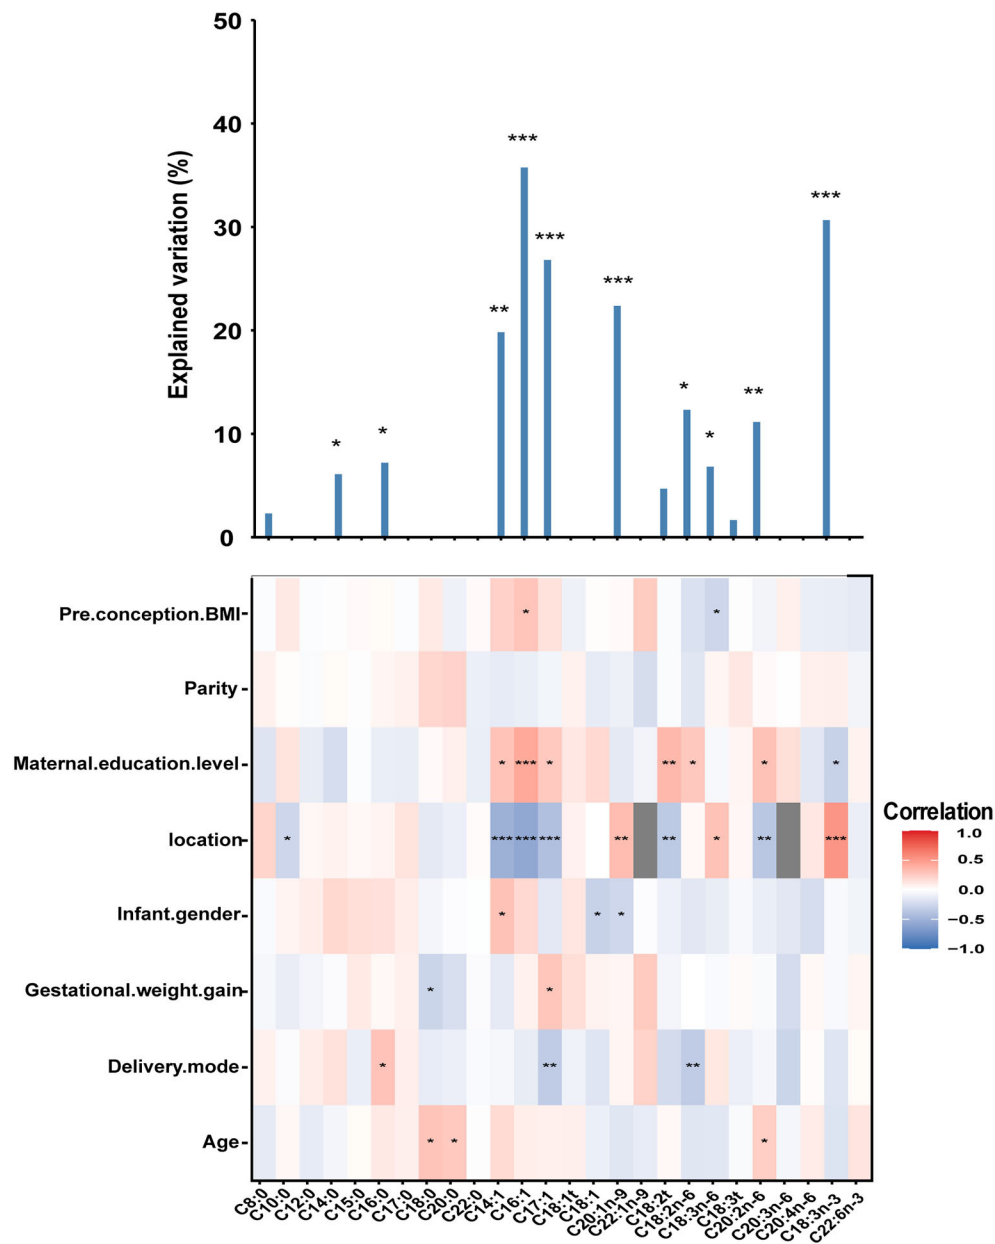 50
40
30
20
10
0
Explained variation (%)
*
*
**
***
***
***
*
*
**
***
Pre.conception.BMI
* *
Parity
Maternal.education.level
* *** * ** * * *
location
* *** *** *** ** ** * ** ***
Infant.gender
* * *
Gestational.weight.gain
* *
Delivery.mode
* ** **
Age
* * *
Correlation
1.0
0.5
0.0
−0.5
−1.0
C8:0
C10:0
C12:0
C14:0
C15:0
C16:0
C17:0
C18:0
C20:0
C22:0
C14:1
C16:1
C17:1
C18:1t
C18:1
C20:1n-9
C22:1n-9
C18:2t
C18:2n-6
C18:3n-6
C18:3t
C20:2n-6
C20:3n-6
C20:4n-6
C18:3n-3
C22:6n-3